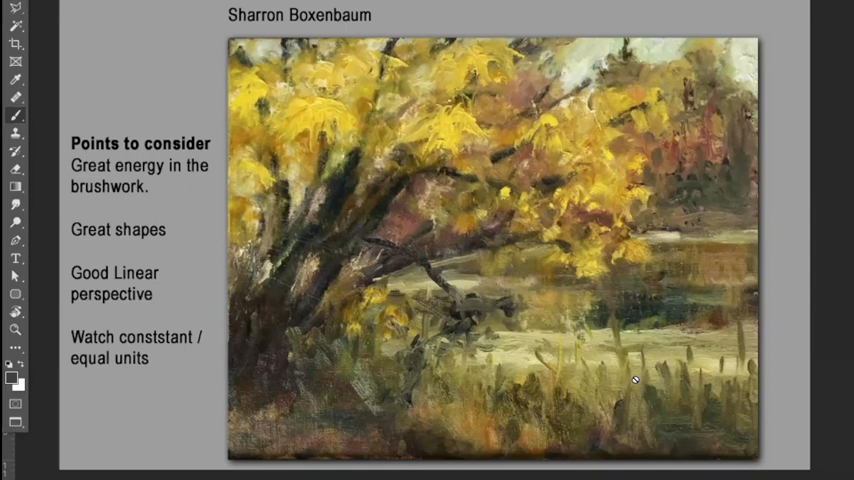 Sharron Boxenbaum
Points to consider
Great energy in the
brushwork.
Great shapes
Good Linear
perspective
Watch conststant /
equal units